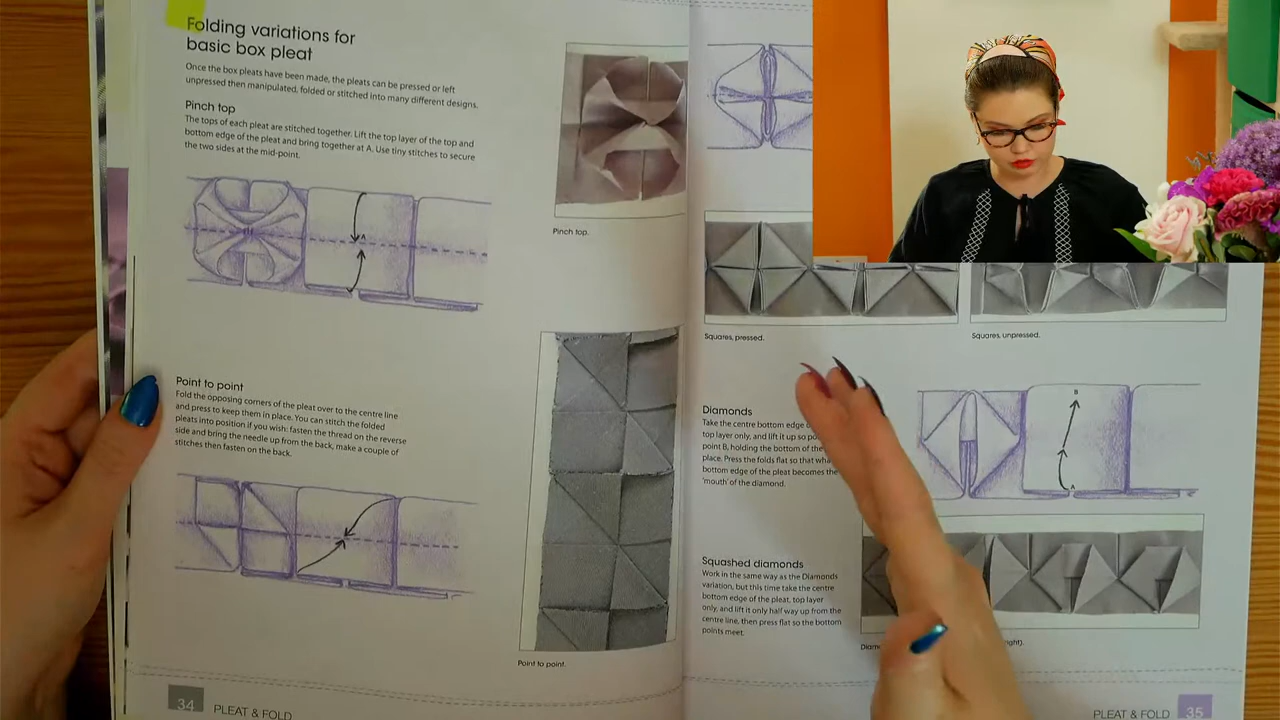 Folding variations for
basic box pleat
Once the box pleats have been made, the pleats can be pressed or left
unpressed then manipulated, folded or stitched into many different designs.
Pinch top
The tops of each pleat are stitched together. Lift the top layer of the top and
bottom edge of the pleat and bring together at A. Use tiny stitches to secure
the two sides at the mid-point.
A
Pinch top.
Point to point
Fold the opposing corners of the pleat over to the centre line
and press to keep them in place. You can stitch the folded
pleats into position if you wish: fasten the thread on the reverse
side and bring the needle up from the back, make a couple of
stitches then fasten on the back.
Point to point.
34 PLEAT & FOLD
Squares, pressed.
Squares, unpressed.
Diamonds
Take the centre bottom edge
top layer only, and lift it up so
point B, holding the bottom of the
place. Press the folds flat so that
bottom edge of the pleat becomes the
'mouth' of the diamond.
B
A
Squashed diamonds
Work in the same way as the Diamonds
variation, but this time take the centre
bottom edge of the pleat, top layer
only, and lift it only half way up from the
centre line, then press flat so the bottom
points meet.
PLEAT & FOLD 35